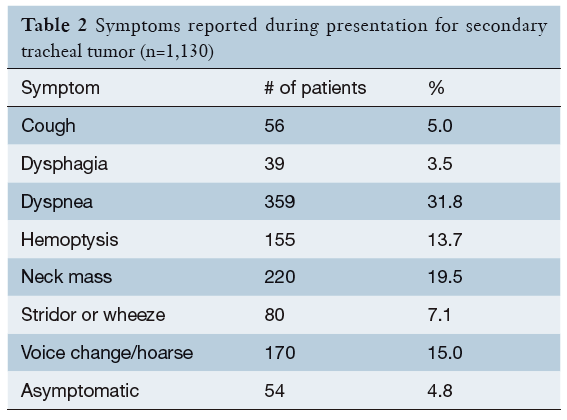 Table 2 Symptoms reported during presentation for secondary
tracheal tumor (n=1,130)
Symptom # of patients %
Cough 56 5.0
Dysphagia 39 3.5
Dyspnea 359 31.8
Hemoptysis 155 13.7
Neck mass 220 19.5
Stridor or wheeze 80 7.1
Voice change/hoarse 170 15.0
Asymptomatic 54 4.8